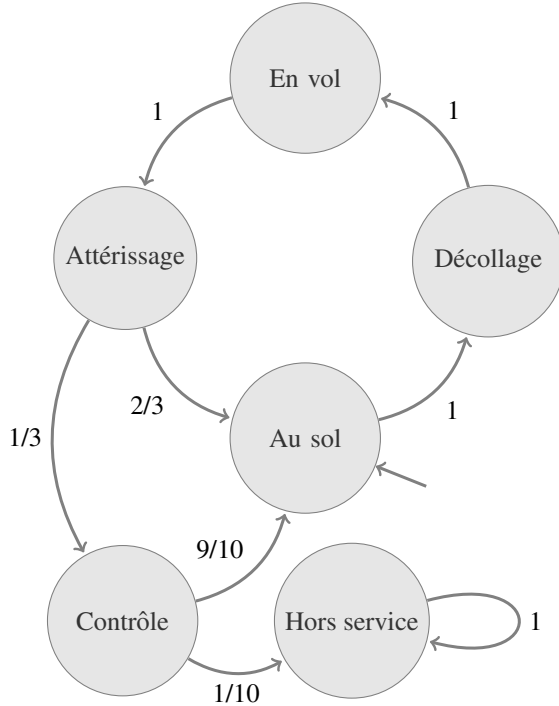 En vol
1
1
Attérissage
Décollage
2/3
1
1/3
Au sol
9/10
Contrôle
Hors service
1
1/10